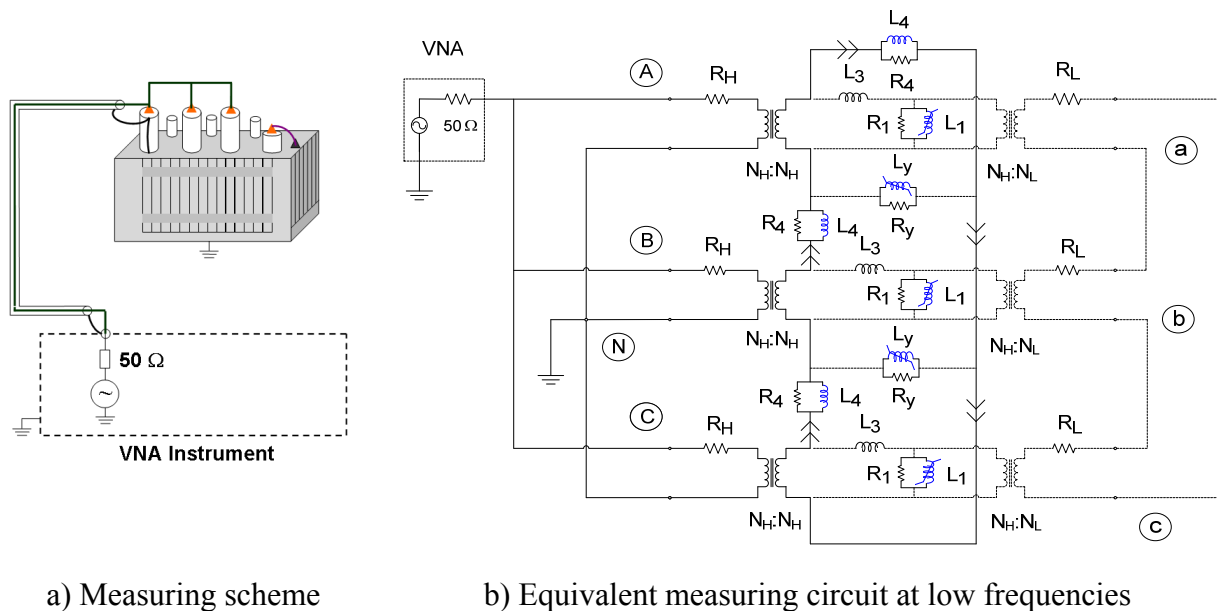 50 Ω
VNA Instrument
a) Measuring scheme
VNA
50 Ω
A
R_H
L_4
R_4
L_3
R_1
L_1
R_L
a
N_H:N_H
N_H:N_L
L_y
R_y
R_4
L_4
B
R_H
L_3
R_1
L_1
R_L
b
N
N_H:N_H
N_H:N_L
L_y
R_y
R_4
L_4
C
R_H
L_3
R_1
L_1
R_L
N_H:N_H
N_H:N_L
c
b) Equivalent measuring circuit at low frequencies